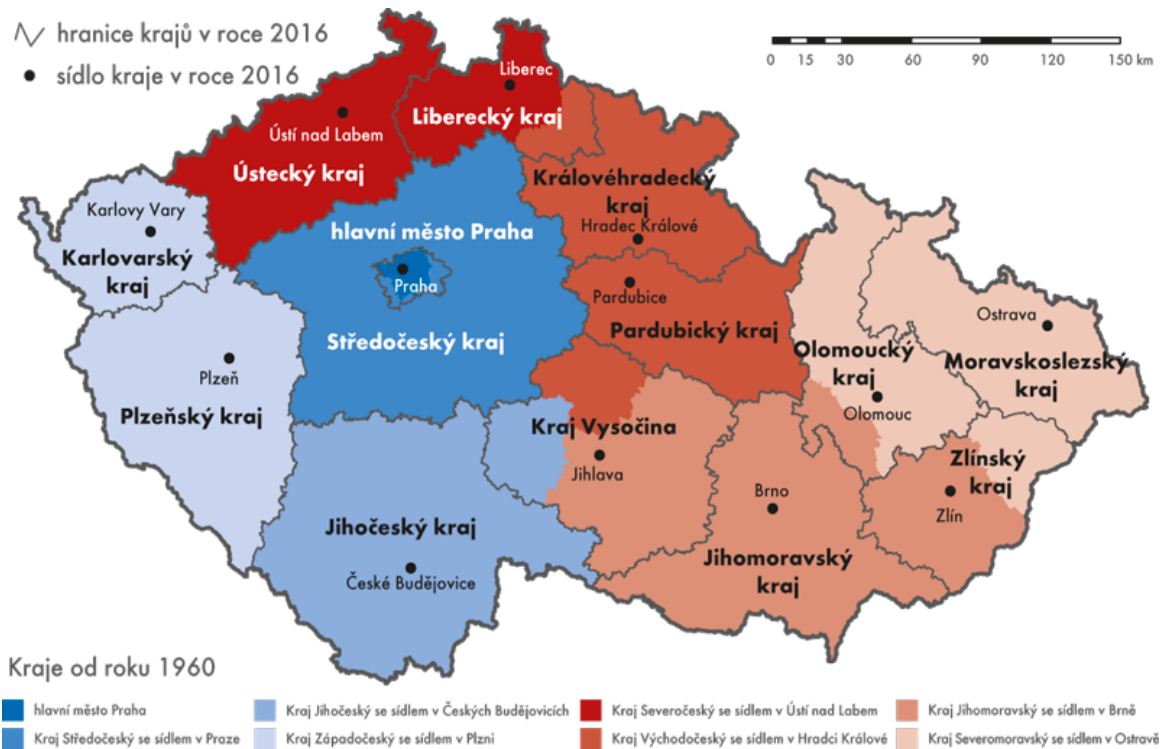 hranice krajů v roce 2016
sídlo kraje v roce 2016
0 15 30 60 90 120 150 km
Liberec
Liberecký kraj
Ústí nad Labem
Ústecký kraj
Královéhradecký
kraj
Hradec Králové
Karlovy Vary
Karlovarský
kraj
hlavní město Praha
Praha
Středočeský kraj
Pardubice
Pardubický kraj
Ostrava
Moravskoslezský
kraj
Olomoucký
kraj
Olomouc
Plzeň
Plzeňský kraj
Kraj Vysočina
Jihlava
Zlínský
kraj
Zlín
Brno
Jihomoravský
kraj
Jihočeský kraj
České Budějovice
Kraje od roku 1960
hlavní město Praha
Kraj Jihočeský se sídlem v Českých Budějovicích
Kraj Severočeský se sídlem v Ústí nad Labem
Kraj Jihomoravský se sídlem v Brně
Kraj Středočeský se sídlem v Praze
Kraj Západočeský se sídlem v Plzni
Kraj Východočeský se sídlem v Hradci Králové
Kraj Severomoravský se sídlem v Ostravě